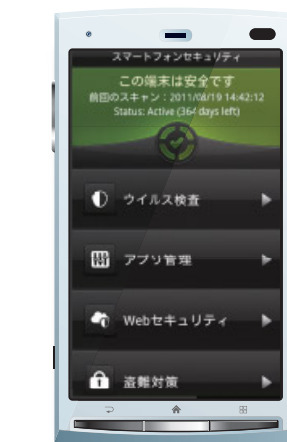 スマートフォンセキュリティ
この端末は安全です
前回のスキャン：2011/08/19 14:42:12
Status: Active (364 days left)
ウイルス検査
アプリ管理
Webセキュリティ
盗難対策